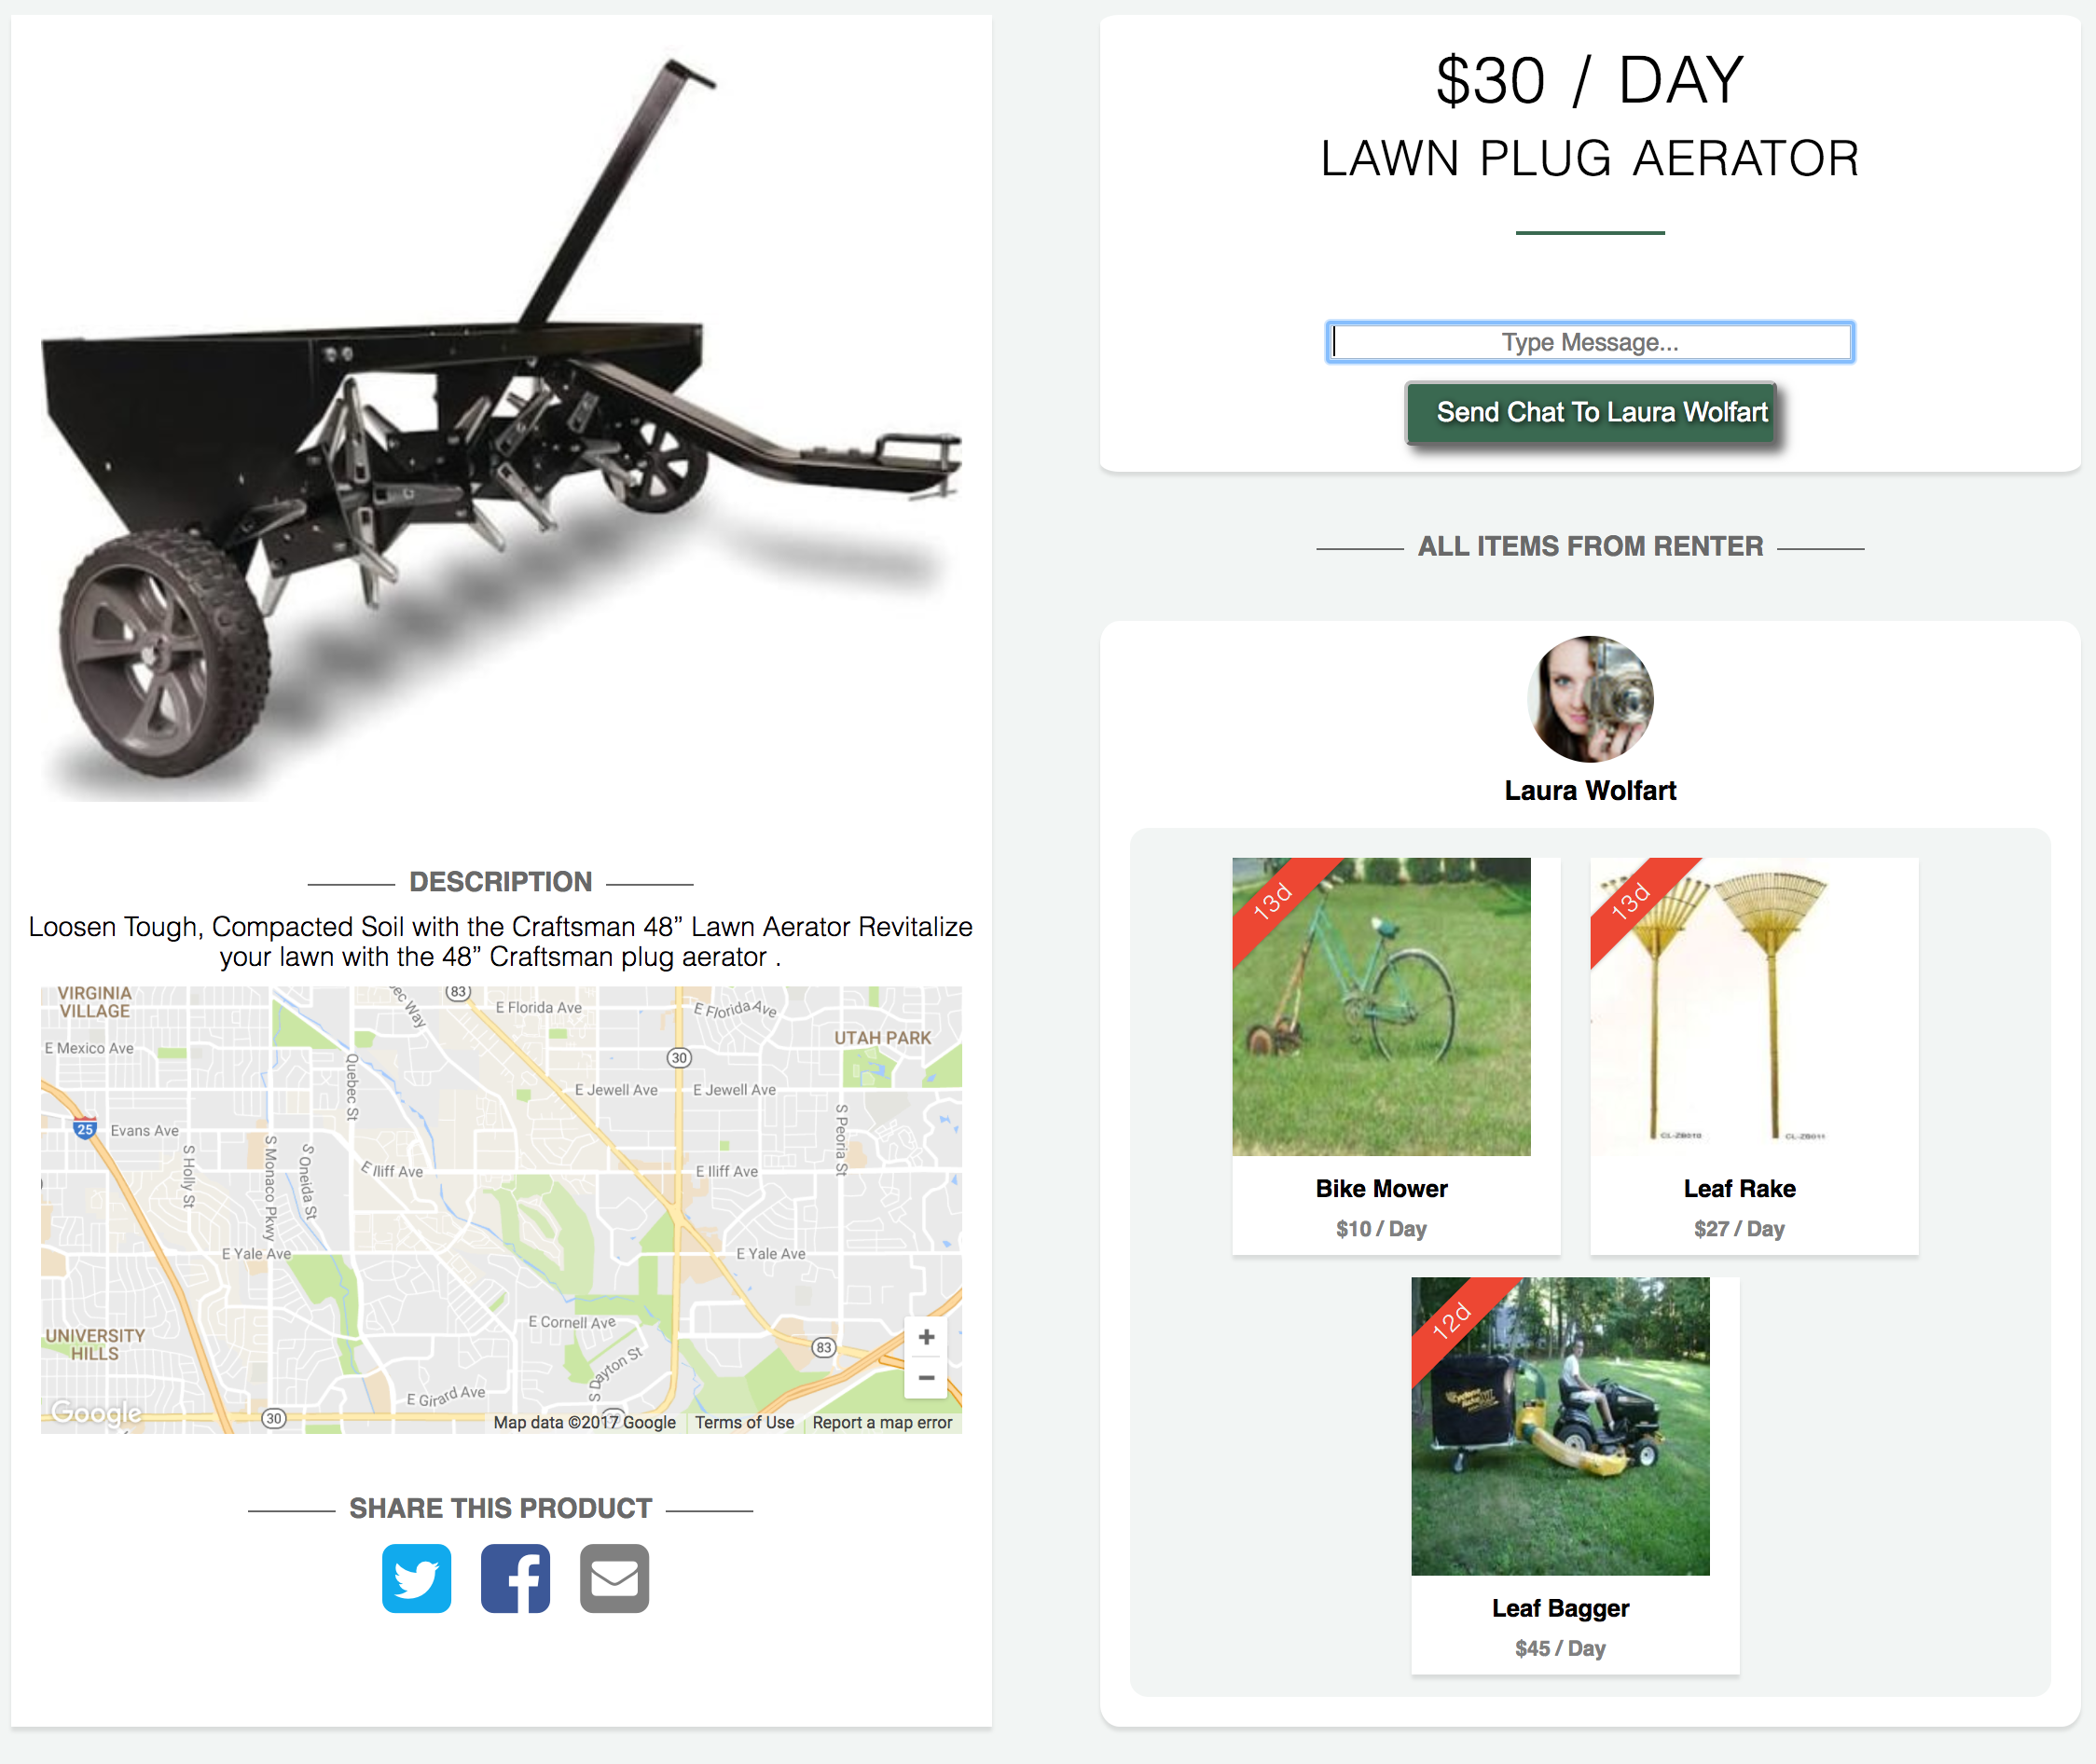 DESCRIPTION
Loosen Tough, Compacted Soil with the Craftsman 48” Lawn Aerator Revitalize
your lawn with the 48” Craftsman plug aerator .
VIRGINIA
VILLAGE
83
E Florida Ave
E Florida Ave
UTAH PARK
E Mexico Ave
30
Quebec St
E Jewell Ave
E Jewell Ave
25
Evans Ave
S Holly St
S Monaco Pkwy
S Oneida St
S Peoria St
E Iliff Ave
E Iliff Ave
E Yale Ave
E Yale Ave
E Cornell Ave
UNIVERSITY
HILLS
83
S Dayton St
E Girard Ave
+
−
Google
30
Map data ©2017 Google
Terms of Use
Report a map error
SHARE THIS PRODUCT
$30 / DAY
LAWN PLUG AERATOR
Type Message...
Send Chat To Laura Wolfart
ALL ITEMS FROM RENTER
Laura Wolfart
13d
13d
CL-ZB010
CL-ZB011
Bike Mower
Leaf Rake
$10 / Day
$27 / Day
12d
Leaf Bagger
$45 / Day